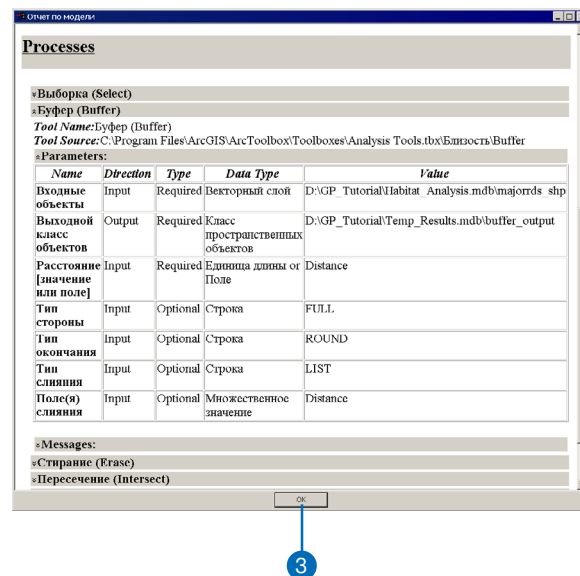 Отчет по модели
Processes
Выборка (Select)
Буфер (Buffer)
Tool Name:Буфер (Buffer)
Tool Source:C:\Program Files\ArcGIS\ArcToolbox\Toolboxes\Analysis Tools.tbx\Близость\Buffer
Parameters:
Name Direction Type Data Type Value
Входные объекты Input Required Векторный слой D:\GP_Tutorial\Habitat_Analysis.mdb\majorrds_shp
Выходной класс объектов Output Required Класс пространственных объектов D:\GP_Tutorial\Temp_Results.mdb\buffer_output
Расстояние [значение или поле] Input Required Единица длины or Поле Distance
Тип стороны Input Optional Строка FULL
Тип окончания Input Optional Строка ROUND
Тип слияния Input Optional Строка LIST
Поле(я) слияния Input Optional Множественное значение Distance
Messages:
Стирание (Erase)
Пересечение (Intersect)
OK
3